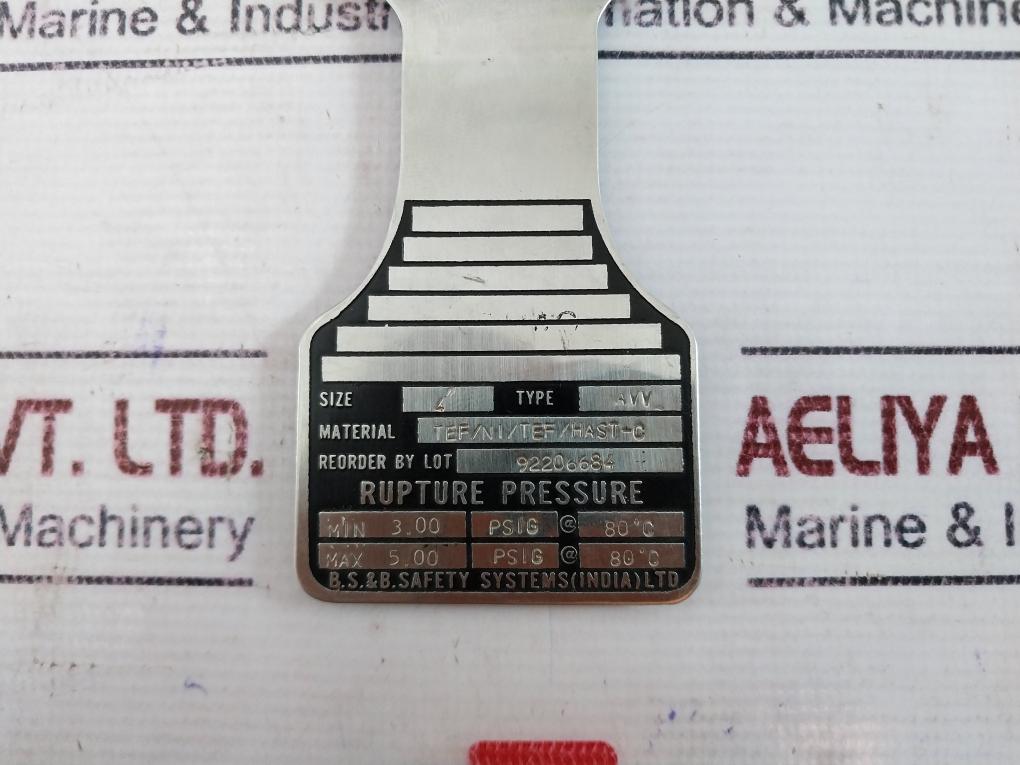 Marine & Industr
ation & Machine
SIZE TYPE AVV
MATERIAL TEF/NI/TEF/HAST-C
REORDER BY LOT 92206684
RUPTURE PRESSURE
MIN 3.00 PSIG @ 80°C
MAX 5.00 PSIG @ 80°C
B.S.&B.SAFETY SYSTEMS(INDIA)LTD
VT. LTD.
Machinery
AELIYA
Marine & I